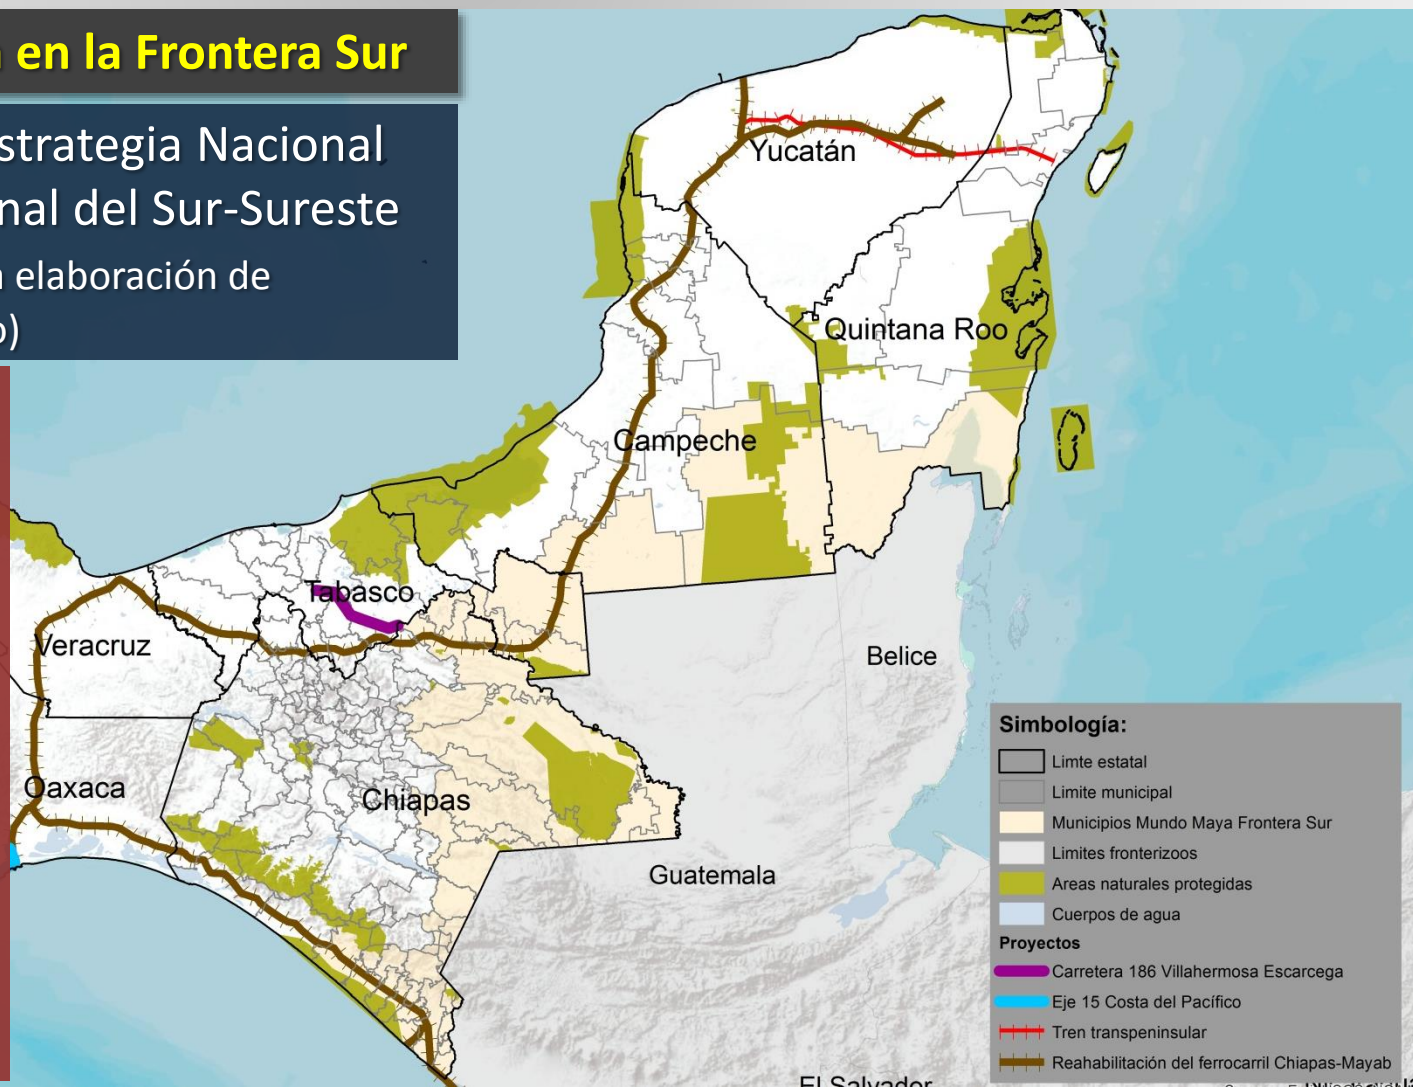 en la Frontera Sur
strategia Nacional
nal del Sur-Sureste
elaboración de
o)
Yucatán
Quintana Roo
Campeche
Tabasco
Veracruz
Belice
Oaxaca
Chiapas
Guatemala
El Salvador
Simbología:
Limte estatal
Limite municipal
Municipios Mundo Maya Frontera Sur
Limites fronterizoos
Areas naturales protegidas
Cuerpos de agua
Proyectos
Carretera 186 Villahermosa Escarcega
Eje 15 Costa del Pacífico
Tren transpeninsular
Reahabilitación del ferrocarril Chiapas-Mayab